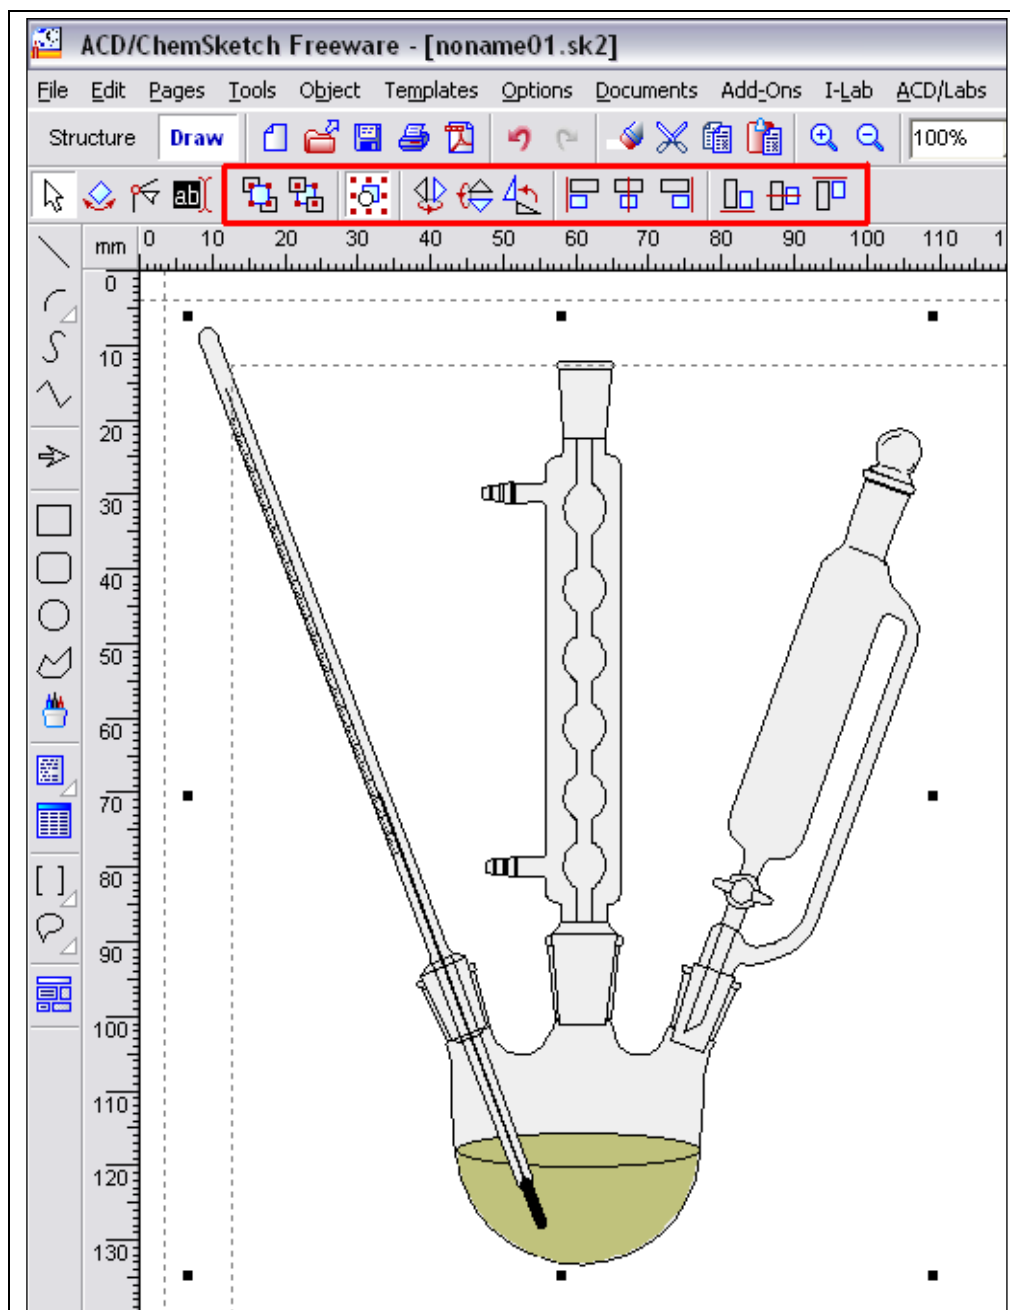 ACD/ChemSketch Freeware - [noname01.sk2]
File Edit Pages Tools Object Templates Options Documents Add-Ons I-Lab ACD/Labs
Structure Draw 100%
ab
mm 0 10 20 30 40 50 60 70 80 90 100 110 1
0
10
20
30
40
50
60
70
80
90
100
110
120
130